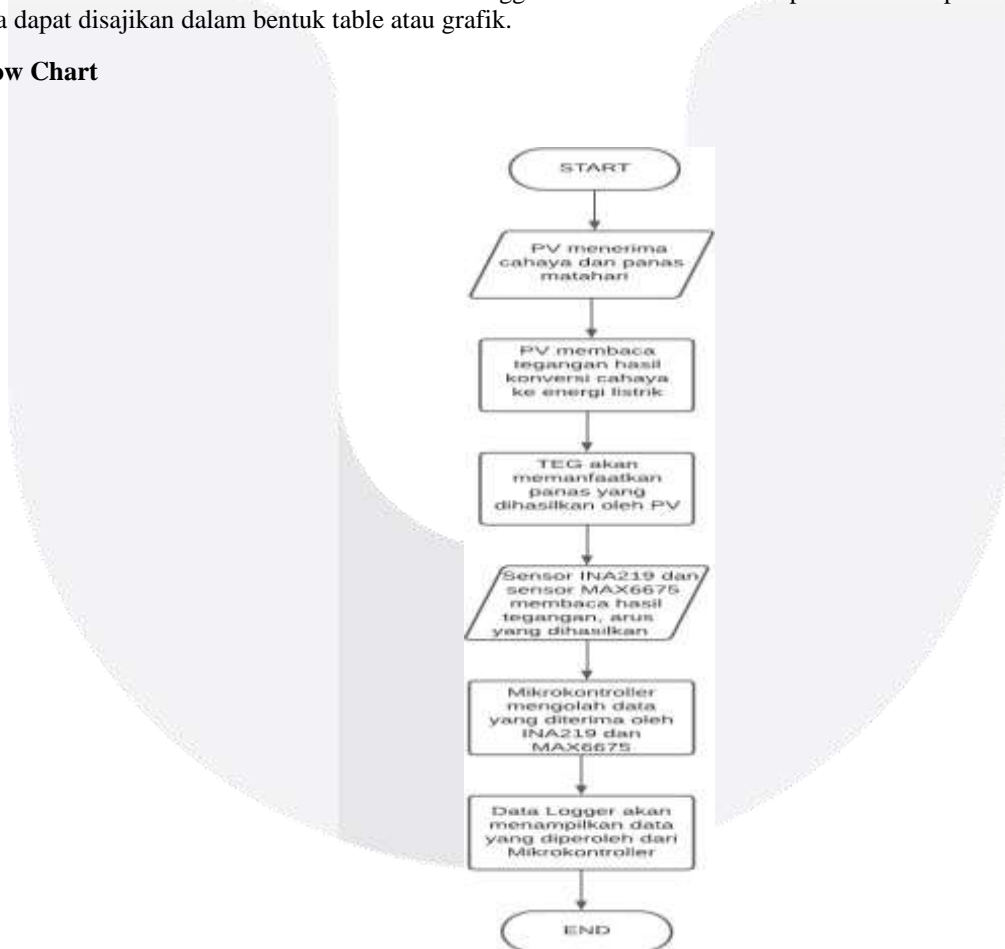 a dapat disajikan dalam bentuk table atau grafik.
ow Chart
START
PV menerima
cahaya dan panas
matahari
PV membaca
tegangan hasil
konversi cahaya
ke energi listrik
TEG akan
memanfaatkan
panas yang
dihasilkan oleh PV
Sensor INA219 dan
sensor MAX6675
membaca hasil
tegangan, arus
yang dihasilkan
Mikrokontroller
mengolah data
yang diterima oleh
INA219 dan
MAX6675
Data Logger akan
menampilkan data
yang diperoleh dari
Mikrokontroller
END